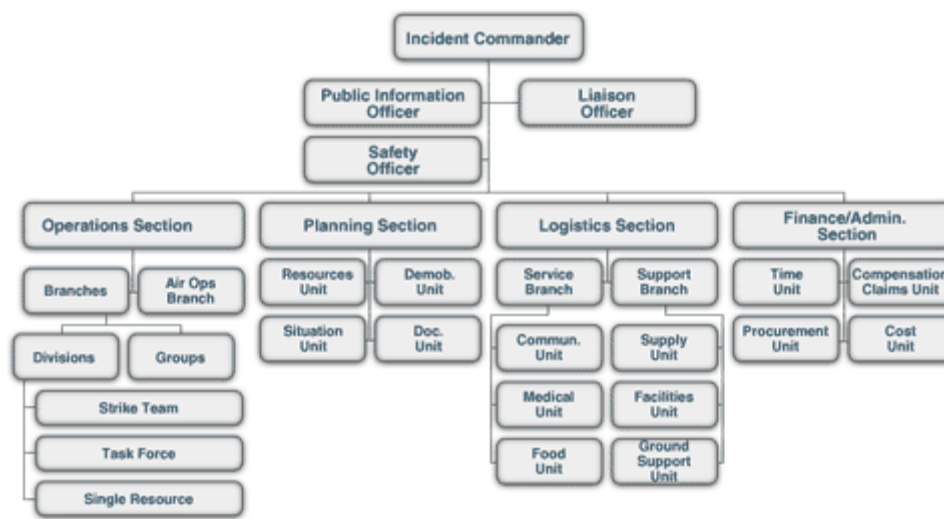 Incident Commander
Public Information
Officer
Liaison
Officer
Safety
Officer
Operations Section
Planning Section
Logistics Section
Finance/Admin.
Section
Branches
Air Ops
Branch
Resources
Unit
Demob.
Unit
Service
Branch
Support
Branch
Time
Unit
Compensation
Claims Unit
Situation
Unit
Doc.
Unit
Commun.
Unit
Supply
Unit
Procurement
Unit
Cost
Unit
Divisions
Groups
Strike Team
Medical
Unit
Facilities
Unit
Task Force
Food
Unit
Ground
Support
Unit
Single Resource